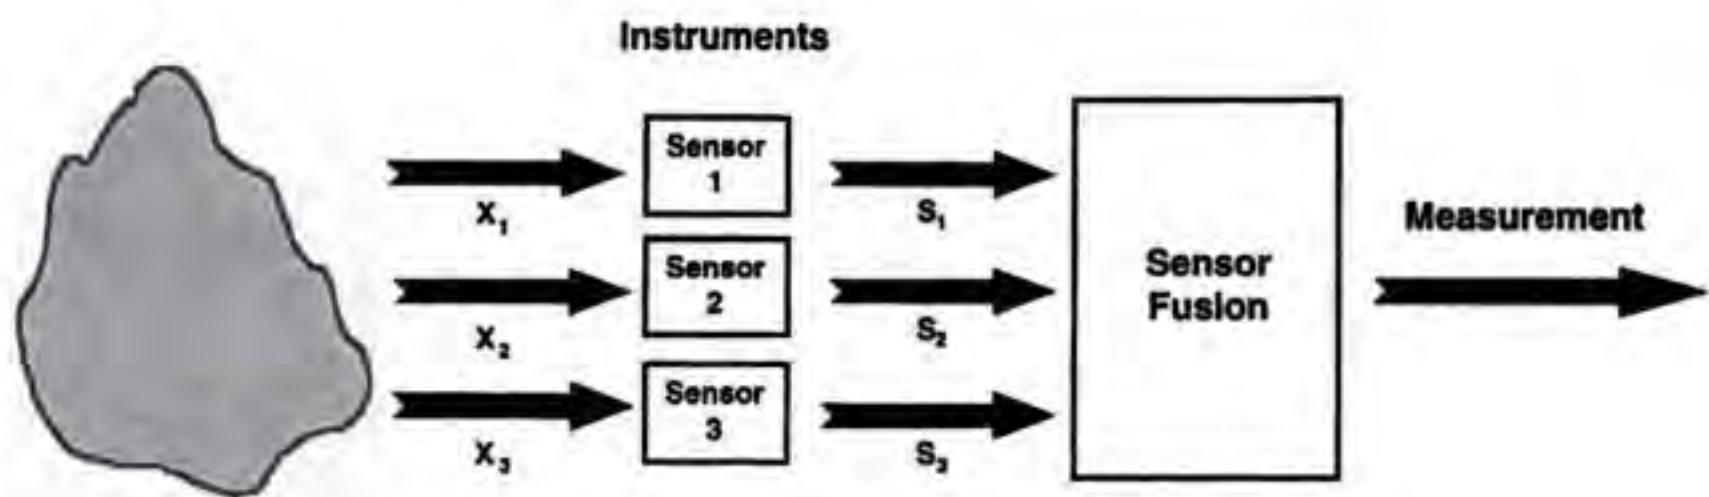 Instruments
Sensor
1
X₁
S₁
Sensor
2
X₂
S₂
Sensor
3
X₃
S₃
Sensor
Fusion
Measurement